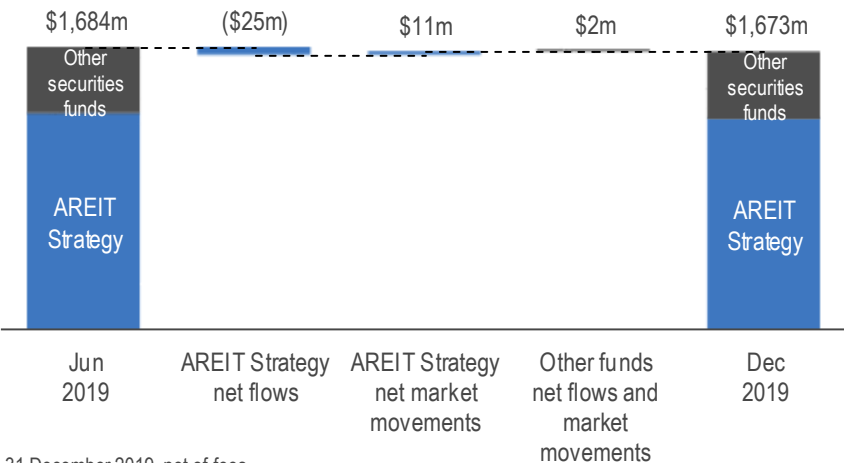 $1,684m
($25m)
$11m
$2m
$1,673m
Other
securities
funds
Other
securities
funds
AREIT
Strategy
AREIT
Strategy
Jun
2019
AREIT Strategy
net flows
AREIT Strategy
net market
movements
Other funds
net flows and
market
movements
Dec
2019
31 December 2019, net of fees